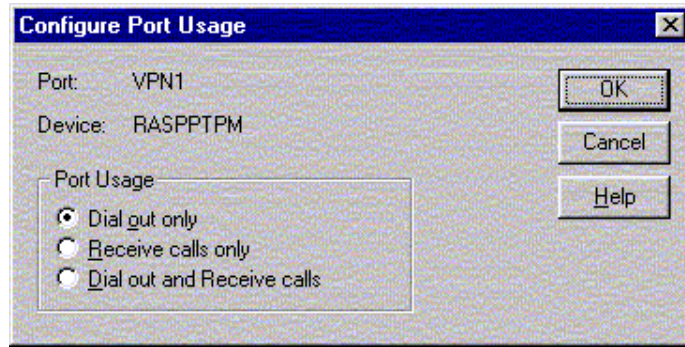 Configure Port Usage
Port: VPN1
Device: RASPPTPM
Port Usage
Dial out only
Receive calls only
Dial out and Receive calls
OK
Cancel
Help